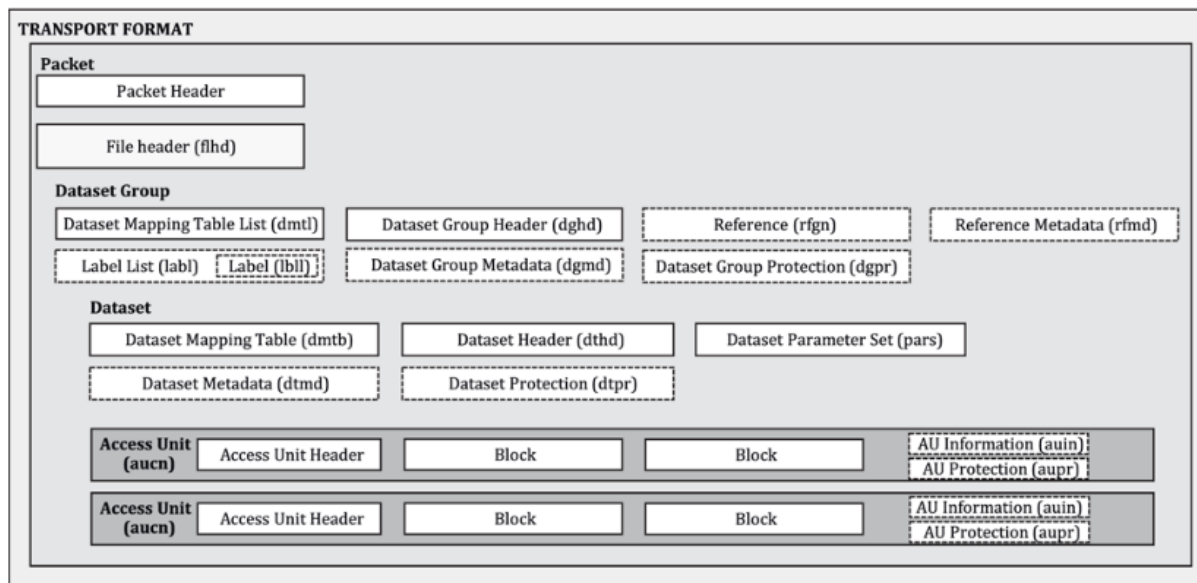 TRANSPORT FORMAT
Packet
Packet Header
File header (flhd)
Dataset Group
Dataset Mapping Table List (dmtl)
Dataset Group Header (dghd)
Reference (rfgn)
Reference Metadata (rfmd)
Label List (labl)
Label (lbll)
Dataset Group Metadata (dgmd)
Dataset Group Protection (dgpr)
Dataset
Dataset Mapping Table (dmtb)
Dataset Header (dthd)
Dataset Parameter Set (pars)
Dataset Metadata (dtmd)
Dataset Protection (dtpr)
Access Unit
(aucn)
Access Unit Header
Block
Block
AU Information (auin)
AU Protection (aupr)
Access Unit
(aucn)
Access Unit Header
Block
Block
AU Information (auin)
AU Protection (aupr)